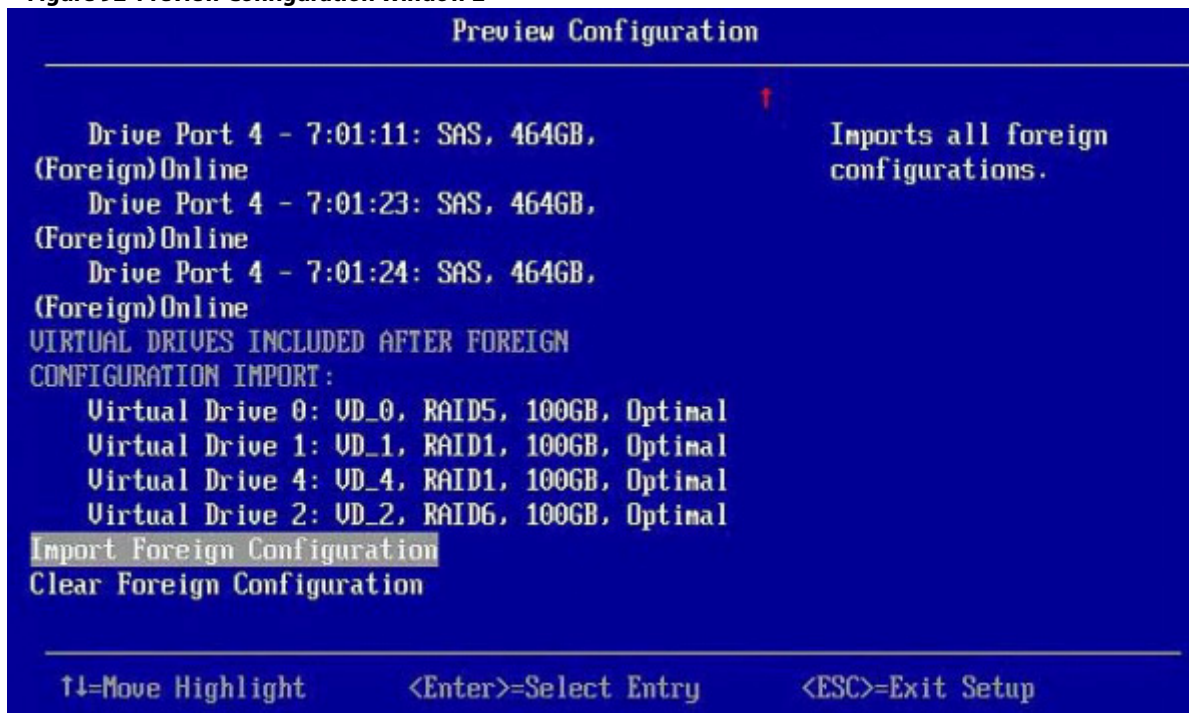 Preview Configuration
↑
Drive Port 4 - 7:01:11: SAS, 464GB,
(Foreign)Online
Drive Port 4 - 7:01:23: SAS, 464GB,
(Foreign)Online
Drive Port 4 - 7:01:24: SAS, 464GB,
(Foreign)Online
VIRTUAL DRIVES INCLUDED AFTER FOREIGN
CONFIGURATION IMPORT:
Virtual Drive 0: VD_0, RAID5, 100GB, Optimal
Virtual Drive 1: VD_1, RAID1, 100GB, Optimal
Virtual Drive 4: VD_4, RAID1, 100GB, Optimal
Virtual Drive 2: VD_2, RAID6, 100GB, Optimal
Import Foreign Configuration
Clear Foreign Configuration
Imports all foreign
configurations.
↑↓=Move Highlight <Enter>=Select Entry <ESC>=Exit Setup